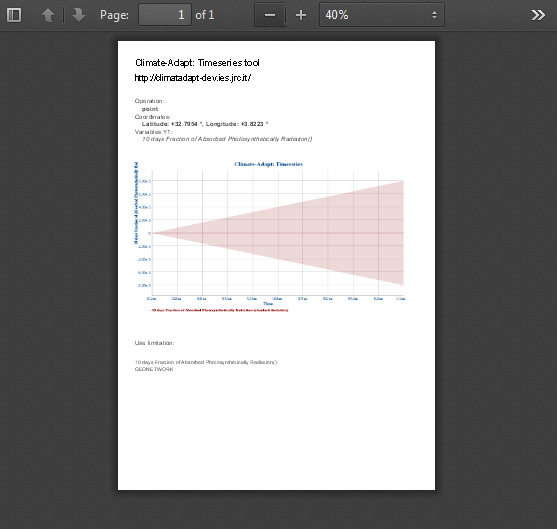 Page: 1 of 1 40%
Climate-Adapt: Timeseries tool
http://climatadapt-dev.ies.jrc.it/
Operation:
point
Coordinates:
Latitude: +32.7954 °, Longitude: +3.8223 °
Variables Y1:
10 days Fraction of Absorbed Photosynthetically Radiation()
Climate-Adapt: Timeseries
Time
10 days Fraction of Absorbed Photosynthetically Radiation (standard deviation)
Use limitation:
10 days Fraction of Absorbed Photosynthetically Radiation()
GEONETWORK